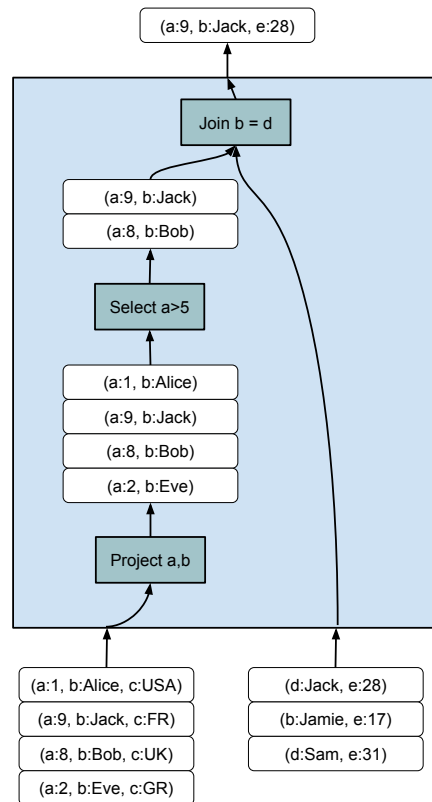 (a:9, b:Jack, e:28)
Join b = d
(a:9, b:Jack)
(a:8, b:Bob)
Select a>5
(a:1, b:Alice)
(a:9, b:Jack)
(a:8, b:Bob)
(a:2, b:Eve)
Project a,b
(a:1, b:Alice, c:USA)
(a:9, b:Jack, c:FR)
(a:8, b:Bob, c:UK)
(a:2, b:Eve, c:GR)
(d:Jack, e:28)
(b:Jamie, e:17)
(d:Sam, e:31)